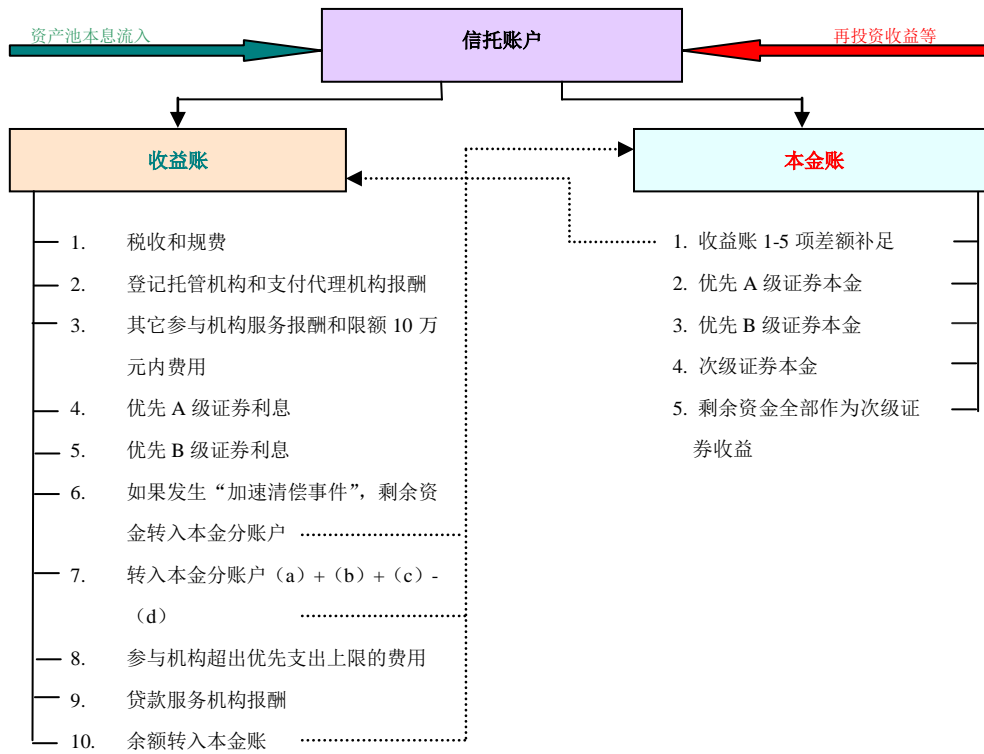 资产池本息流入
信托账户
再投资收益等
收益账
本金账
1. 税收和规费
2. 登记托管机构和支付代理机构报酬
3. 其它参与机构服务报酬和限额 10 万
元内费用
4. 优先 A 级证券利息
5. 优先 B 级证券利息
6. 如果发生“加速清偿事件”，剩余资
金转入本金分账户
7. 转入本金分账户（a）+（b）+（c）-
（d）
8. 参与机构超出优先支出上限的费用
9. 贷款服务机构报酬
10. 余额转入本金账
1. 收益账 1-5 项差额补足
2. 优先 A 级证券本金
3. 优先 B 级证券本金
4. 次级证券本金
5. 剩余资金全部作为次级证
券收益